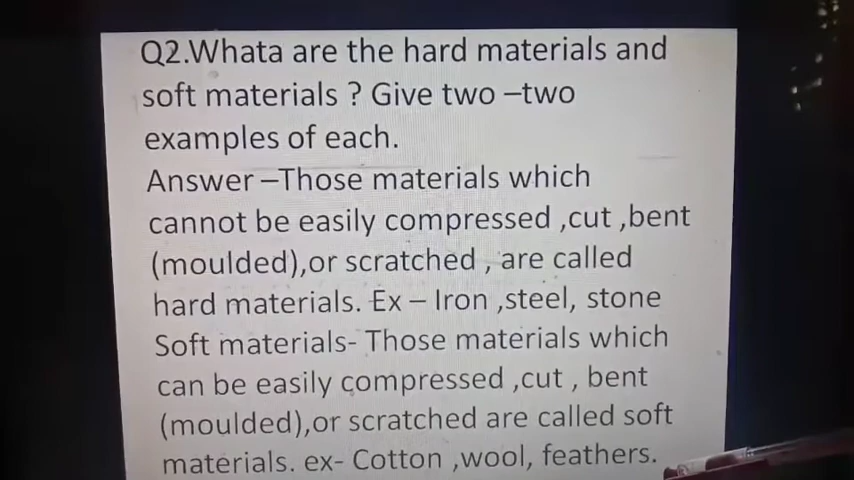 Q2.Whata are the hard materials and
soft materials ? Give two –two
examples of each.
Answer –Those materials which
cannot be easily compressed ,cut ,bent
(moulded),or scratched , are called
hard materials. Ex – Iron ,steel, stone
Soft materials- Those materials which
can be easily compressed ,cut , bent
(moulded),or scratched are called soft
materials. ex- Cotton ,wool, feathers.